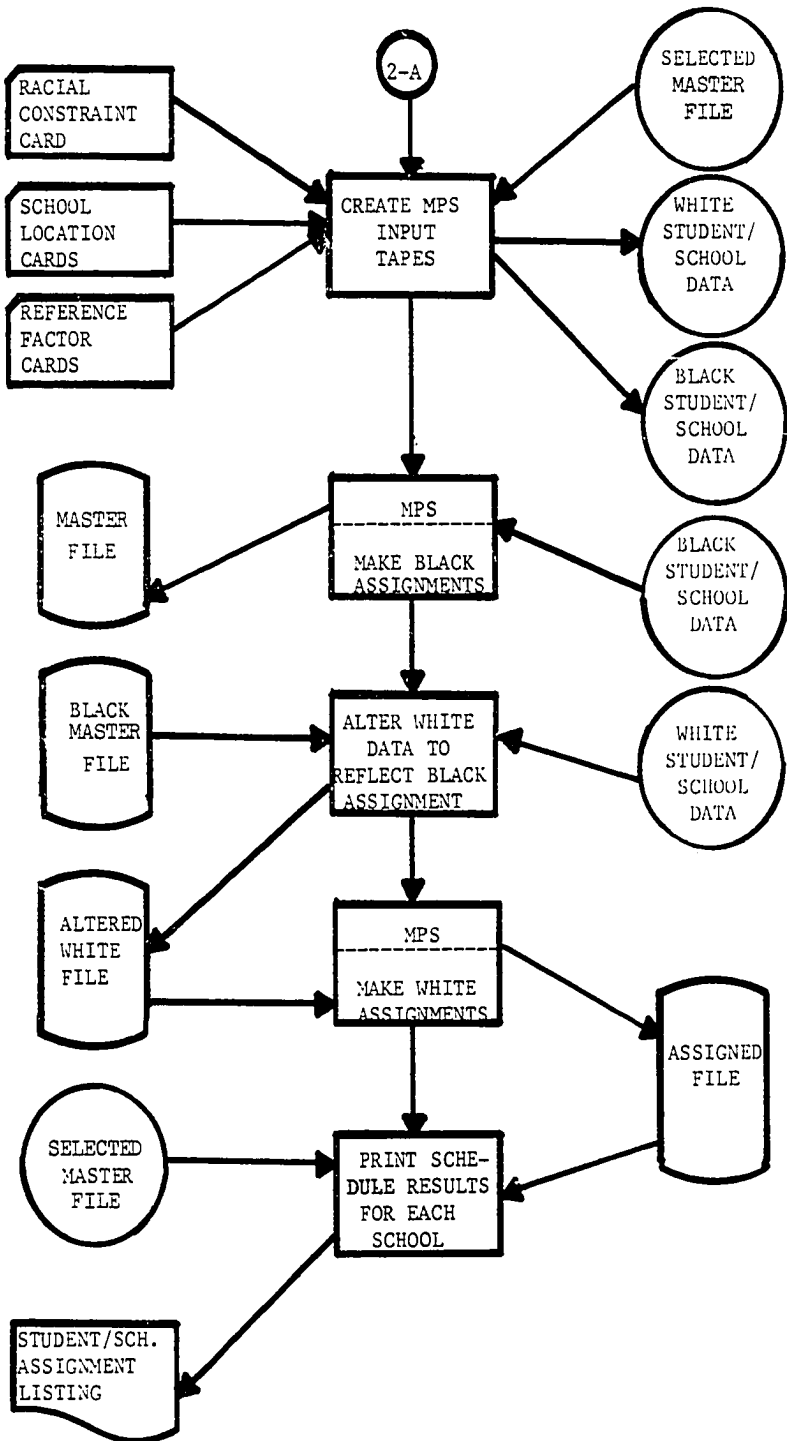 2-A
RACIAL
CONSTRAINT
CARD
SELECTED
MASTER
FILE
SCHOOL
LOCATION
CARDS
CREATE MPS
INPUT
TAPES
WHITE
STUDENT/
SCHOOL
DATA
REFERENCE
FACTOR
CARDS
BLACK
STUDENT/
SCHOOL
DATA
MASTER
FILE
MPS
MAKE BLACK
ASSIGNMENTS
BLACK
STUDENT/
SCHOOL
DATA
BLACK
MASTER
FILE
ALTER WHITE
DATA TO
REFLECT BLACK
ASSIGNMENT
WHITE
STUDENT/
SCHOOL
DATA
ALTERED
WHITE
FILE
MPS
MAKE WHITE
ASSIGNMENTS
ASSIGNED
FILE
SELECTED
MASTER
FILE
PRINT SCHE-
DULE RESULTS
FOR EACH
SCHOOL
STUDENT/SCH.
ASSIGNMENT
LISTING